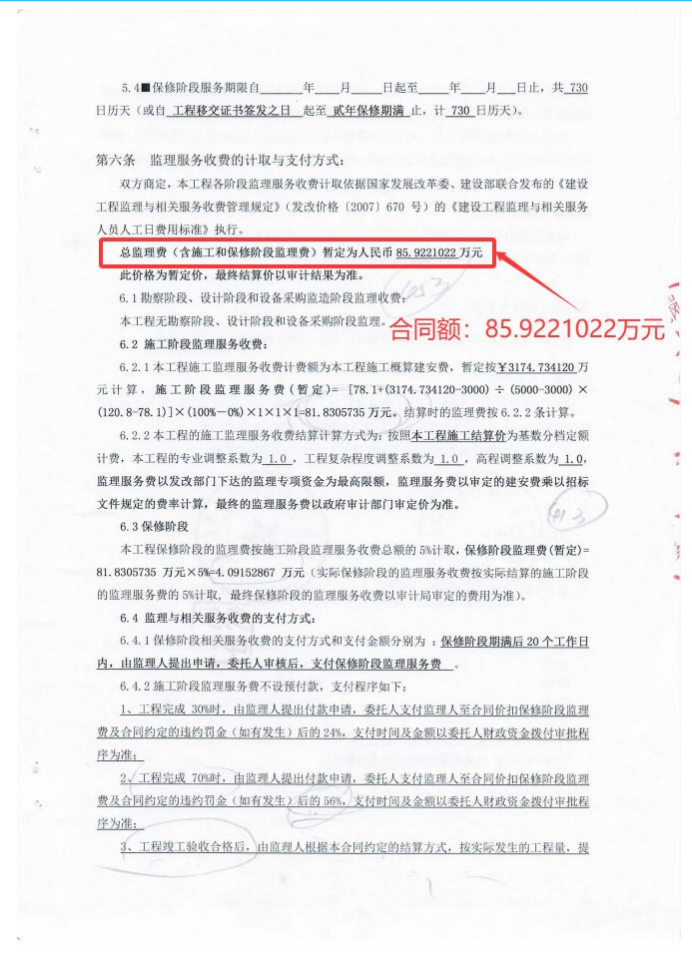 5.4■保修阶段服务期限自____年___月___日起至____年___月___日止，共 730
日历天（或自 工程移交证书签发之日 起至 贰年保修期满 止，计 730 日历天）。
第六条 监理服务收费的计取与支付方式：
双方商定，本工程各阶段监理服务收费计取依据国家发展改革委、建设部联合发布的《建设
工程监理与相关服务收费管理规定》（发改价格〔2007〕670 号）的《建设工程监理与相关服务
人员人工日费用标准》执行。
总监理费（含施工和保修阶段监理费）暂定为人民币 85.9221022 万元
此价格为暂定价，最终结算价以审计结果为准。
6.1 勘察阶段、设计阶段和设备采购监造阶段监理收费：
本工程无勘察阶段、设计阶段和设备采购阶段监理。
合同额：85.9221022万元
6.2 施工阶段监理服务收费：
6.2.1 本工程施工监理服务收费计费额为本工程施工概算建安费，暂定按￥3174.734120 万
元计算，施工阶段监理服务费(暂定)= [78.1+(3174.734120-3000) ÷ (5000-3000) ×
(120.8-78.1)]×(100%－0%)×1×1×1=81.8305735 万元。结算时的监理费按 6.2.2 条计算。
6.2.2 本工程的施工监理服务收费结算计算方式为：按照本工程施工结算价为基数分档定额
计费，本工程的专业调整系数为 1.0 ，工程复杂程度调整系数为 1.0 ，高程调整系数为 1.0，
监理服务费以发改部门下达的监理专项资金为最高限额，监理服务费以审定的建安费乘以招标
文件规定的费率计算，最终的监理服务费以政府审计部门审定价为准。
6.3 保修阶段
本工程保修阶段的监理费按施工阶段监理服务收费总额的 5%计取，保修阶段监理费(暂定)=
81.8305735 万元×5%=4.09152867 万元（实际保修阶段的监理服务收费按实际结算的施工阶段
的监理服务费的 5%计取，最终保修阶段的监理服务收费以审计局审定的费用为准）。
6.4 监理与相关服务收费的支付方式：
6.4.1 保修阶段相关服务收费的支付方式和支付金额分别为 ：保修阶段期满后 20 个工作日
内，由监理人提出申请，委托人审核后，支付保修阶段监理服务费 。
6.4.2 施工阶段监理服务费不设预付款，支付程序如下：
1、工程完成 30%时，由监理人提出付款申请，委托人支付监理人至合同价扣保修阶段监理
费及合同约定的违约罚金（如有发生）后的 24%，支付时间及金额以委托人财政资金拨付审批程
序为准；
2、工程完成 70%时，由监理人提出付款申请，委托人支付监理人至合同价扣保修阶段监理
费及合同约定的违约罚金（如有发生）后的 56%，支付时间及金额以委托人财政资金拨付审批程
序为准；
3、工程竣工验收合格后，由监理人根据本合同约定的结算方式，按实际发生的工程量，提